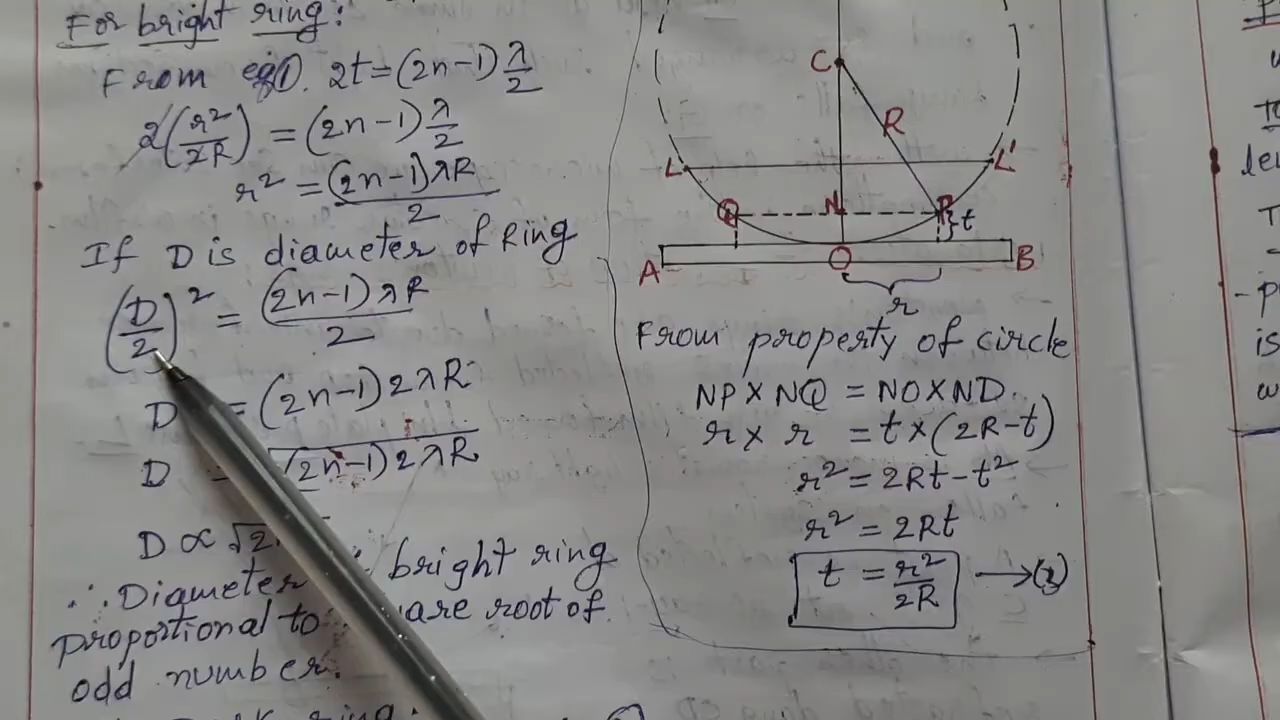 For bright ring:
From eq①. 2t=(2n-1)λ/2
2(r²/2R) = (2n-1)λ/2
r² = (2n-1)λR/2
If D is diameter of Ring
(D/2)² = (2n-1)λR/2
D = (2n-1)2λR
D √(2n-1)2λR
D ∝ √2
∴ Diameter bright ring
proportional to are root of
odd number.
ring:
C
R
L
L'
Q
N
P
t
A
O
B
r
From property of circle
NP×NQ = NO×ND.
r×r = t×(2R-t)
r² = 2Rt-t²
r² = 2Rt
t = r²/2R